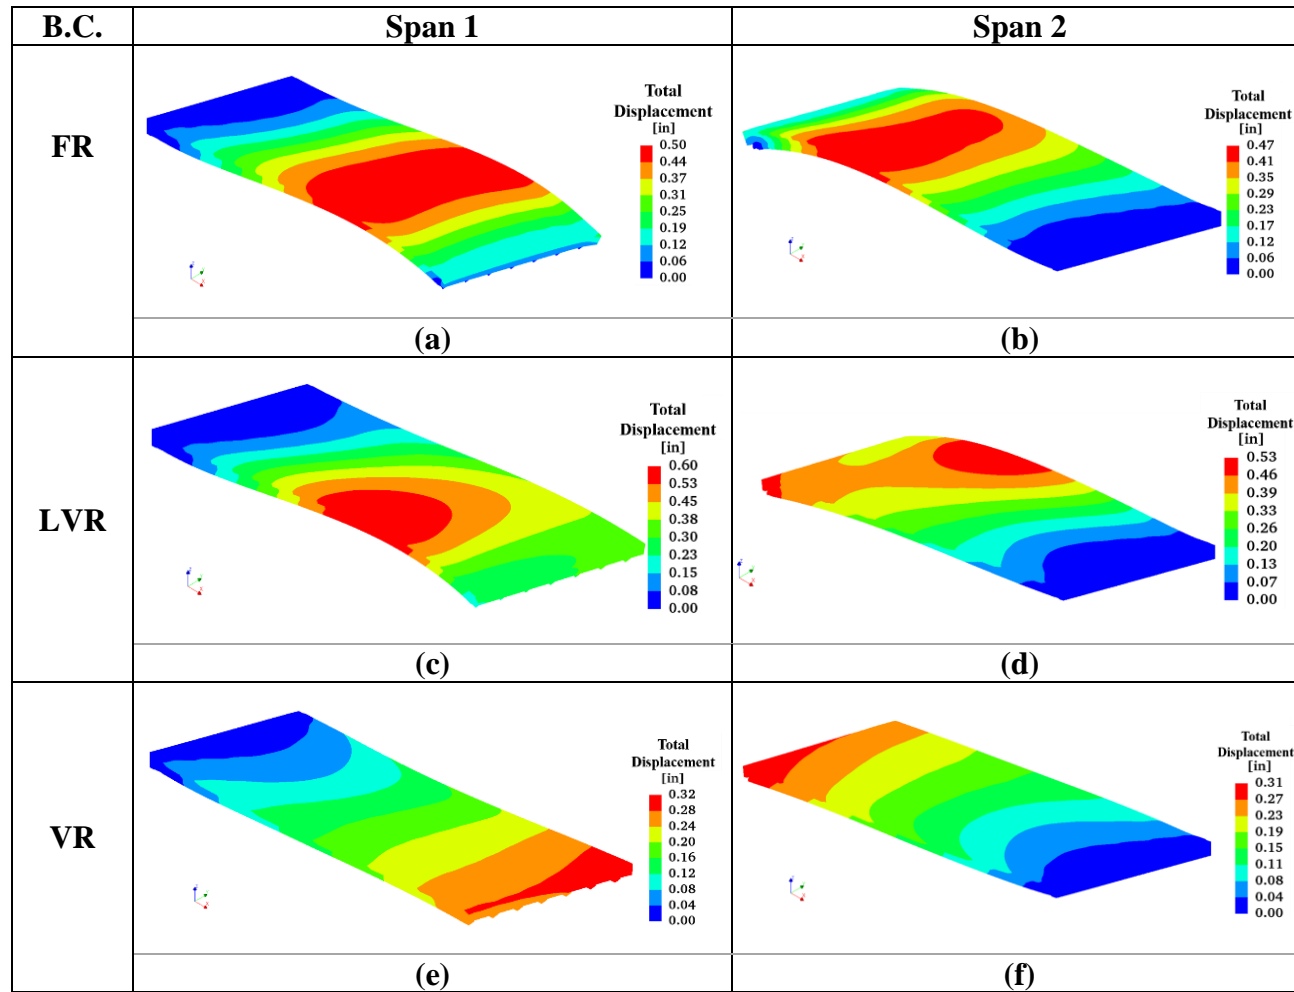 B.C.
Span 1
Span 2
FR
Total
Displacement
[in]
0.50
0.44
0.37
0.31
0.25
0.19
0.12
0.06
0.00
Total
Displacement
[in]
0.47
0.41
0.35
0.29
0.23
0.17
0.12
0.06
0.00
(a)
(b)
LVR
Total
Displacement
[in]
0.60
0.53
0.45
0.38
0.30
0.23
0.15
0.08
0.00
Total
Displacement
[in]
0.53
0.46
0.39
0.33
0.26
0.20
0.13
0.07
0.00
(c)
(d)
VR
Total
Displacement
[in]
0.32
0.28
0.24
0.20
0.16
0.12
0.08
0.04
0.00
Total
Displacement
[in]
0.31
0.27
0.23
0.19
0.15
0.11
0.08
0.04
0.00
(e)
(f)